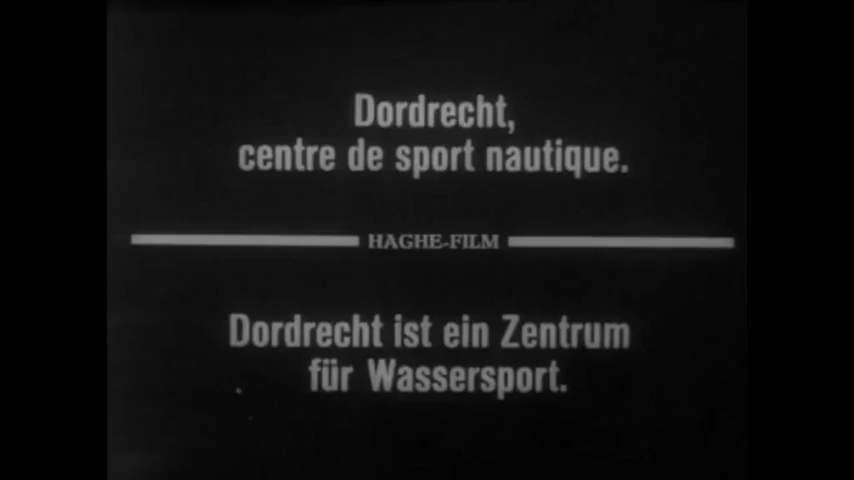 Dordrecht,
centre de sport nautique.
HAGHE-FILM
Dordrecht ist ein Zentrum
für Wassersport.